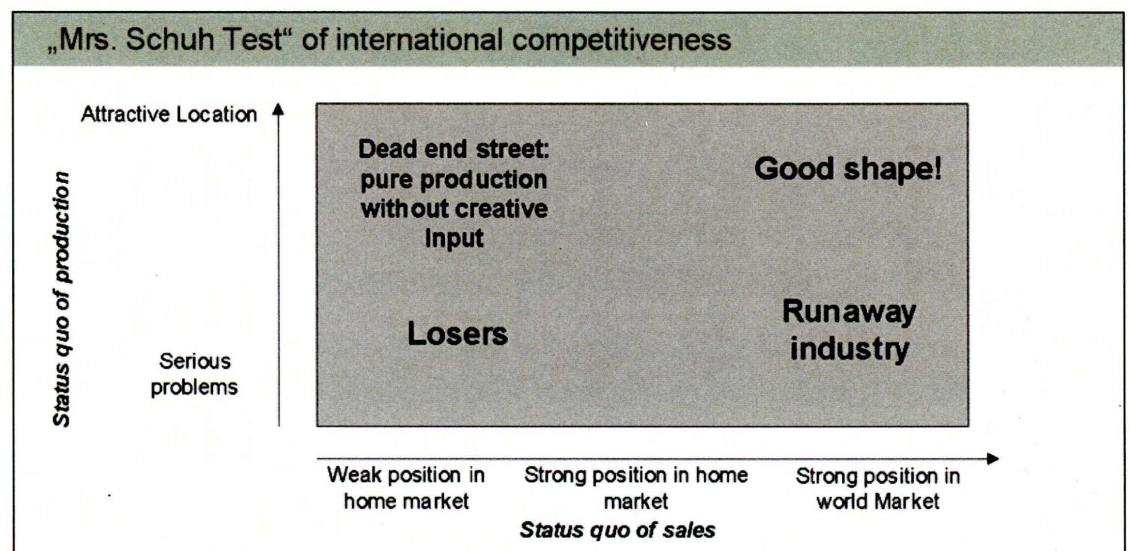 „Mrs. Schuh Test“ of international competitiveness
Attractive Location
Status quo of production
Serious
problems
Dead end street:
pure production
without creative
Input
Good shape!
Losers
Runaway
industry
Weak position in
home market
Strong position in home
market
Strong position in
world Market
Status quo of sales